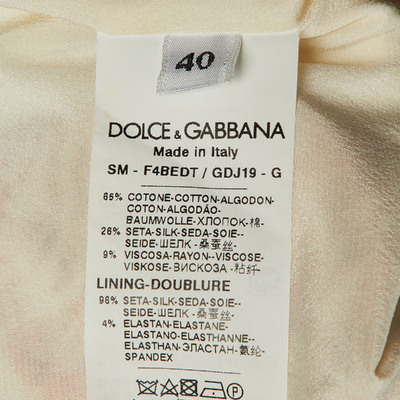 40
DOLCE & GABBANA
Made in Italy
SM - F4BEDT / GDJ19 - G
65% COTONE-COTTON-ALGODON-
COTON-ALGODÃO-
BAUMWOLLE-ХЛОПОК-棉-
26% SETA-SILK-SEDA-SOIE--
SEIDE-ШЕЛК-桑蚕丝-
9% VISCOSA-RAYON--VISCOSE-
VISKOSE-ВИСКОЗА-粘纤-
LINING-DOUBLURE
96% SETA-SILK-SEDA-SOIE--
SEIDE-ШЕЛК-桑蚕丝-
4% ELASTAN-ELASTANE-
ELASTANO-ELASTHANNE--
ELASTHAN-ЭЛАСТАН-氨纶-
SPANDEX